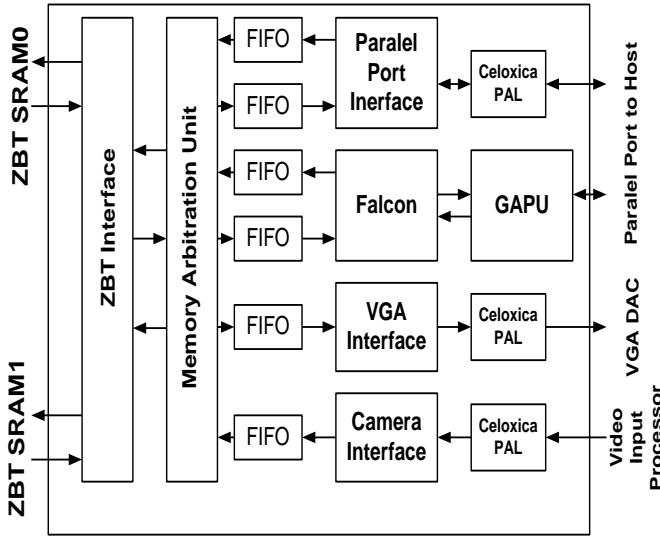 ZBT SRAM0
ZBT SRAM1
ZBT Interface
Memory Arbitration Unit
FIFO
FIFO
FIFO
FIFO
FIFO
FIFO
Paralel
Port
Inerface
Celoxica
PAL
Falcon
GAPU
VGA
Interface
Celoxica
PAL
Camera
Interface
Celoxica
PAL
Paralel Port to Host
VGA DAC
Video
Input
Processor